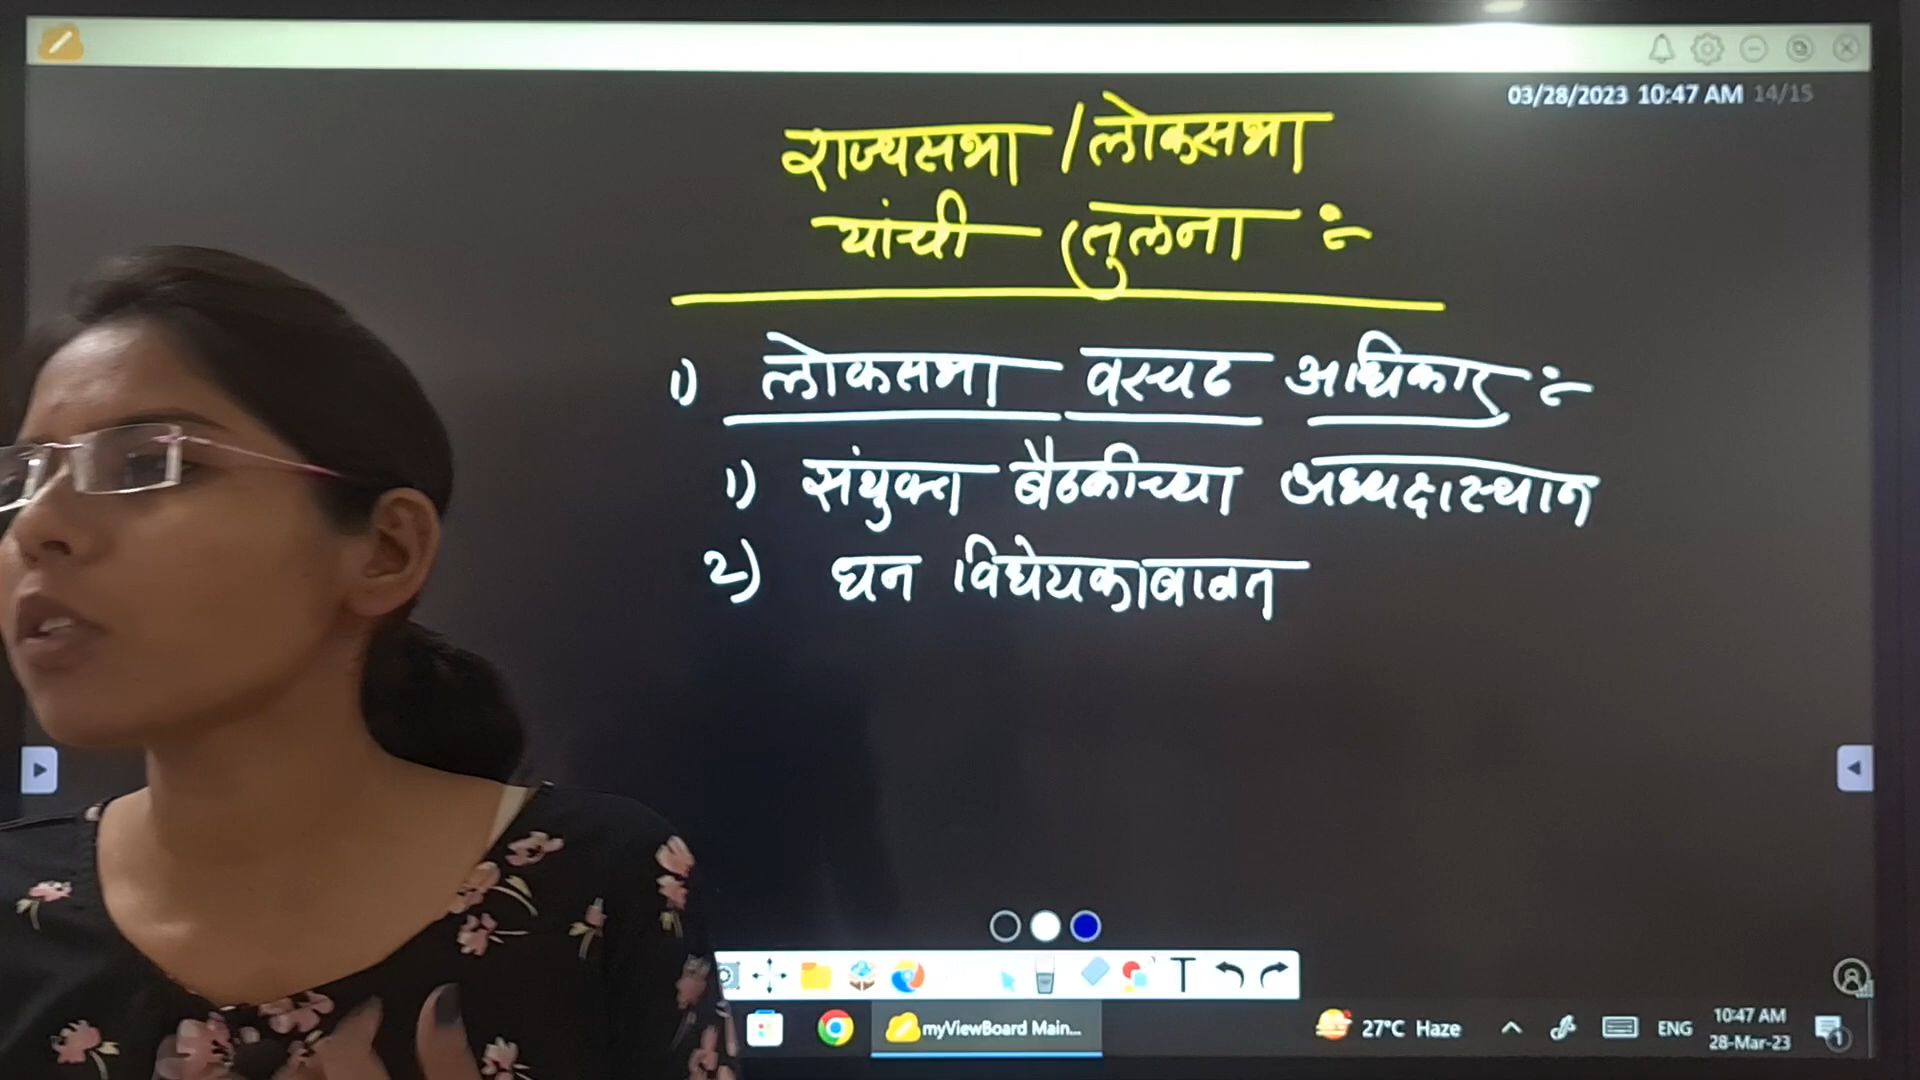 03/28/2023 10:47 AM 14/15
राज्यसभा / लोकसभा
यांची तुलना :-
1) लोकसभा वरचढ अधिकार :-
1) संयुक्त बैठकीच्या अध्यक्षस्थान
2) धन विधेयकाबाबत
T
myViewBoard Main...
27°C Haze
ENG
10:47 AM
28-Mar-23
1